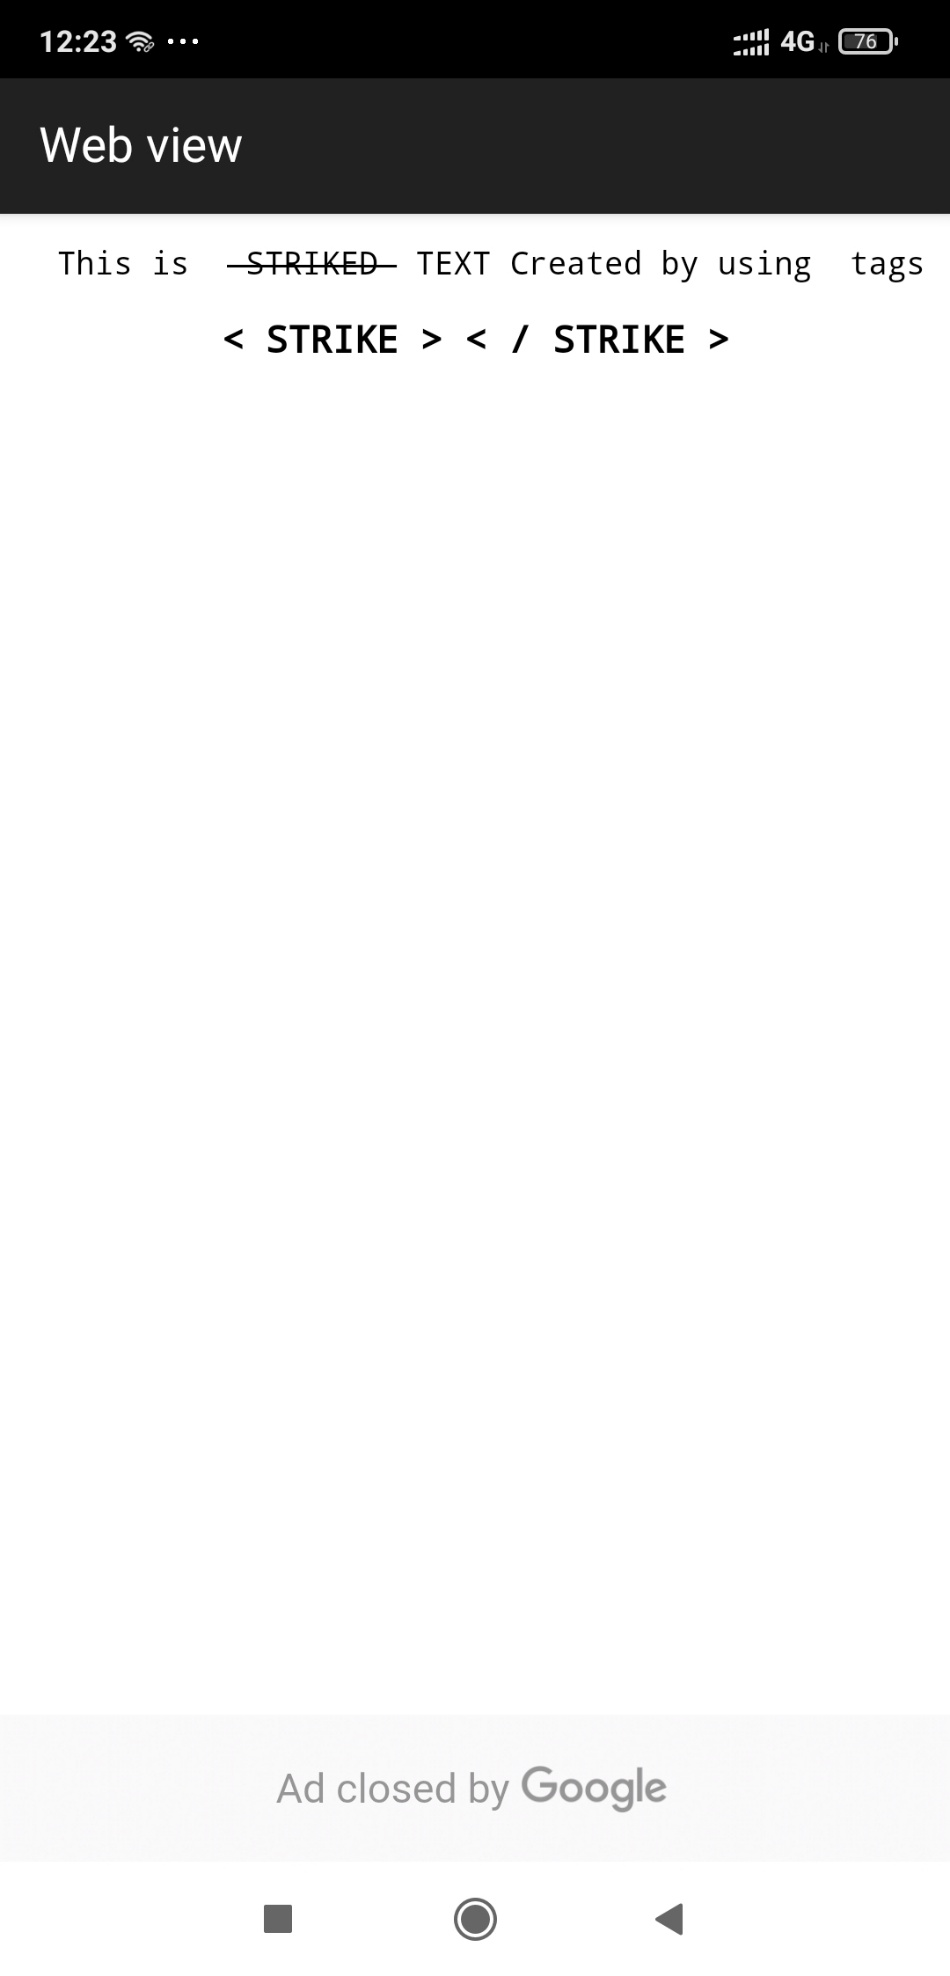 12:23 ... 4G 76
Web view
This is STRIKED TEXT Created by using tags
< STRIKE > < / STRIKE >
Ad closed by Google